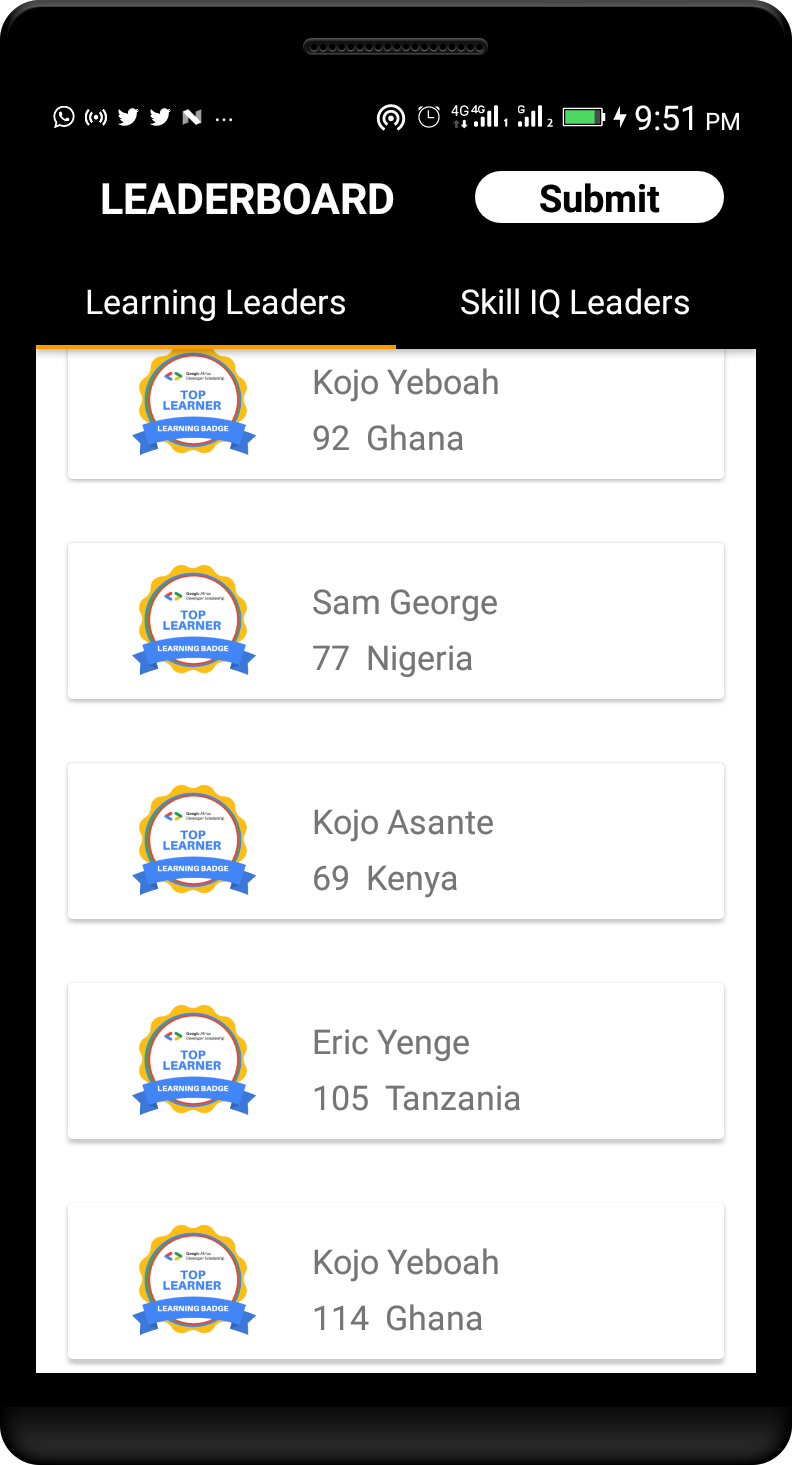 4G 4G 1 G 2 9:51 PM
LEADERBOARD Submit
Learning Leaders Skill IQ Leaders
Google Africa
Developer Scholarship
TOP
LEARNER
LEARNING BADGE
Kojo Yeboah
92 Ghana
Google Africa
Developer Scholarship
TOP
LEARNER
LEARNING BADGE
Sam George
77 Nigeria
Google Africa
Developer Scholarship
TOP
LEARNER
LEARNING BADGE
Kojo Asante
69 Kenya
Google Africa
Developer Scholarship
TOP
LEARNER
LEARNING BADGE
Eric Yenge
105 Tanzania
Google Africa
Developer Scholarship
TOP
LEARNER
LEARNING BADGE
Kojo Yeboah
114 Ghana